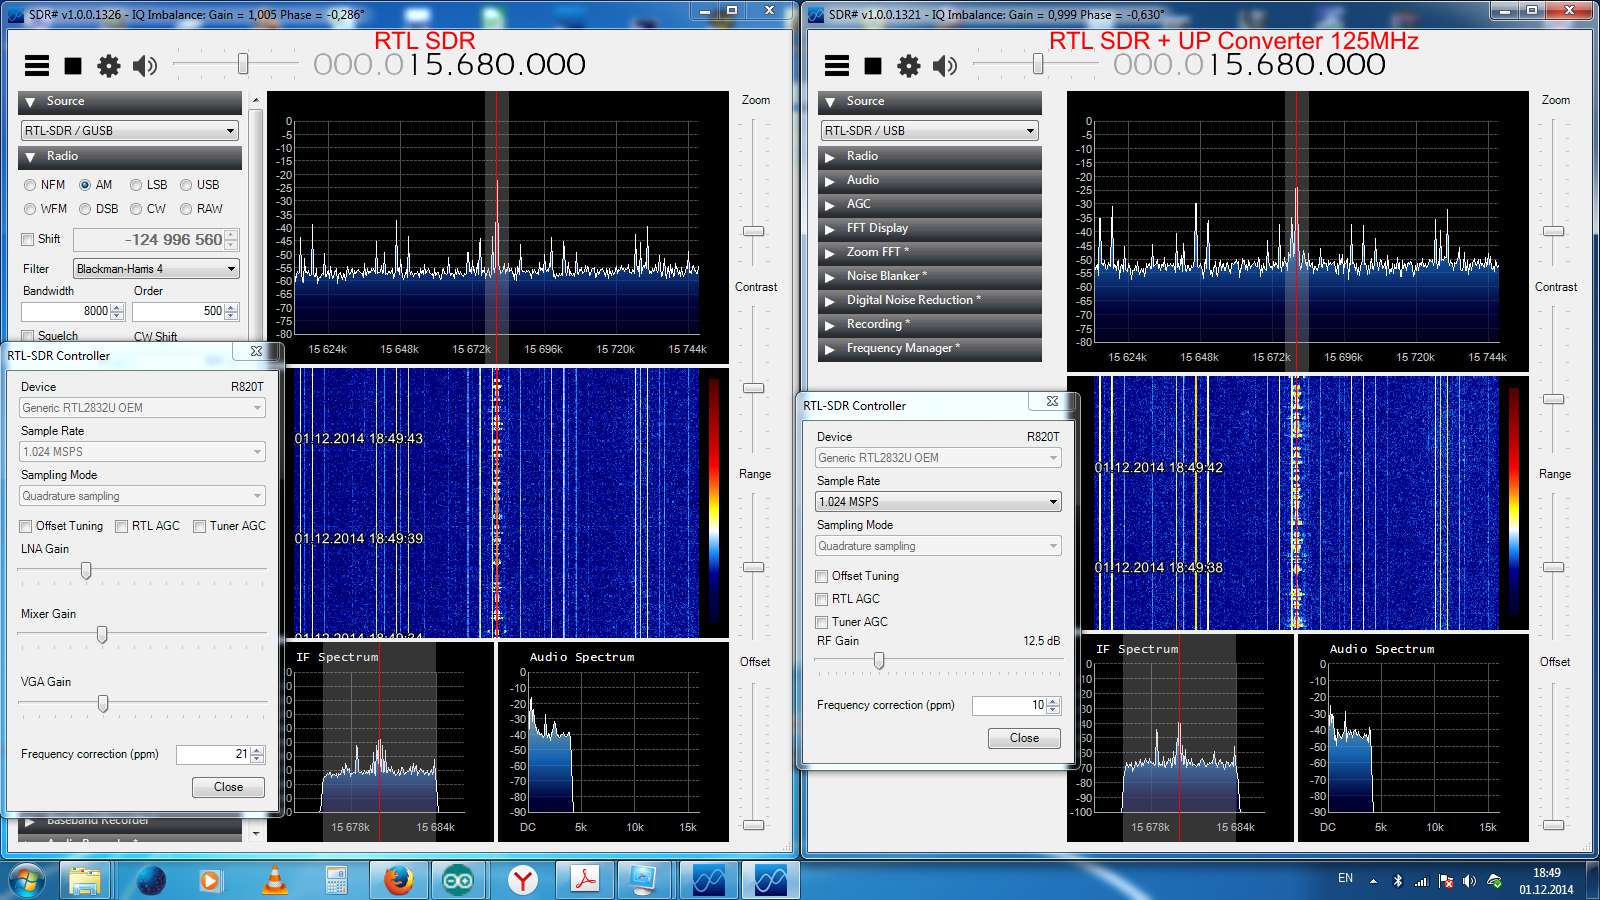 SDR# v1.0.0.1326 - IQ Imbalance: Gain = 1,005 Phase = -0,286°
RTL SDR
000.015.680.000
Source
RTL-SDR / GUSB
Radio
NFM AM LSB USB
WFM DSB CW RAW
Shift -124 996 560
Filter Blackman-Harris 4
Bandwidth Order
8000 500
Squelch CW Shift
0
-5
-10
-15
-20
-25
-30
-35
-40
-45
-50
-55
-60
-65
-70
-75
-80
15 624k 15 648k 15 672k 15 696k 15 720k 15 744k
Zoom
Contrast
Range
Offset
01.12.2014 18:49:43
01.12.2014 18:49:39
01.12.2014 18:49:34
RTL-SDR Controller
Device R820T
Generic RTL2832U OEM
Sample Rate
1.024 MSPS
Sampling Mode
Quadrature sampling
Offset Tuning RTL AGC Tuner AGC
LNA Gain
Mixer Gain
VGA Gain
Frequency correction (ppm) 21
Close
Baseband Recorder
IF Spectrum
15 678k 15 684k
Audio Spectrum
0
-10
-20
-30
-40
-50
-60
-70
-80
-90
DC 5k 10k 15k
SDR# v1.0.0.1321 - IQ Imbalance: Gain = 0,999 Phase = -0,630°
RTL SDR + UP Converter 125MHz
000.015.680.000
Source
RTL-SDR / USB
Radio
Audio
AGC
FFT Display
Zoom FFT *
Noise Blanker *
Digital Noise Reduction *
Recording *
Frequency Manager *
0
-5
-10
-15
-20
-25
-30
-35
-40
-45
-50
-55
-60
-65
-70
-75
-80
15 624k 15 648k 15 672k 15 696k 15 720k 15 744k
Zoom
Contrast
Range
Offset
01.12.2014 18:49:42
01.12.2014 18:49:38
RTL-SDR Controller
Device R820T
Generic RTL2832U OEM
Sample Rate
1.024 MSPS
Sampling Mode
Quadrature sampling
Offset Tuning
RTL AGC
Tuner AGC
RF Gain 12,5 dB
Frequency correction (ppm) 10
Close
IF Spectrum
-70
-80
-90
-100
15 678k 15 684k
Audio Spectrum
0
-10
-20
-30
-40
-50
-60
-70
-80
-90
DC 5k 10k 15k
EN
18:49
01.12.2014